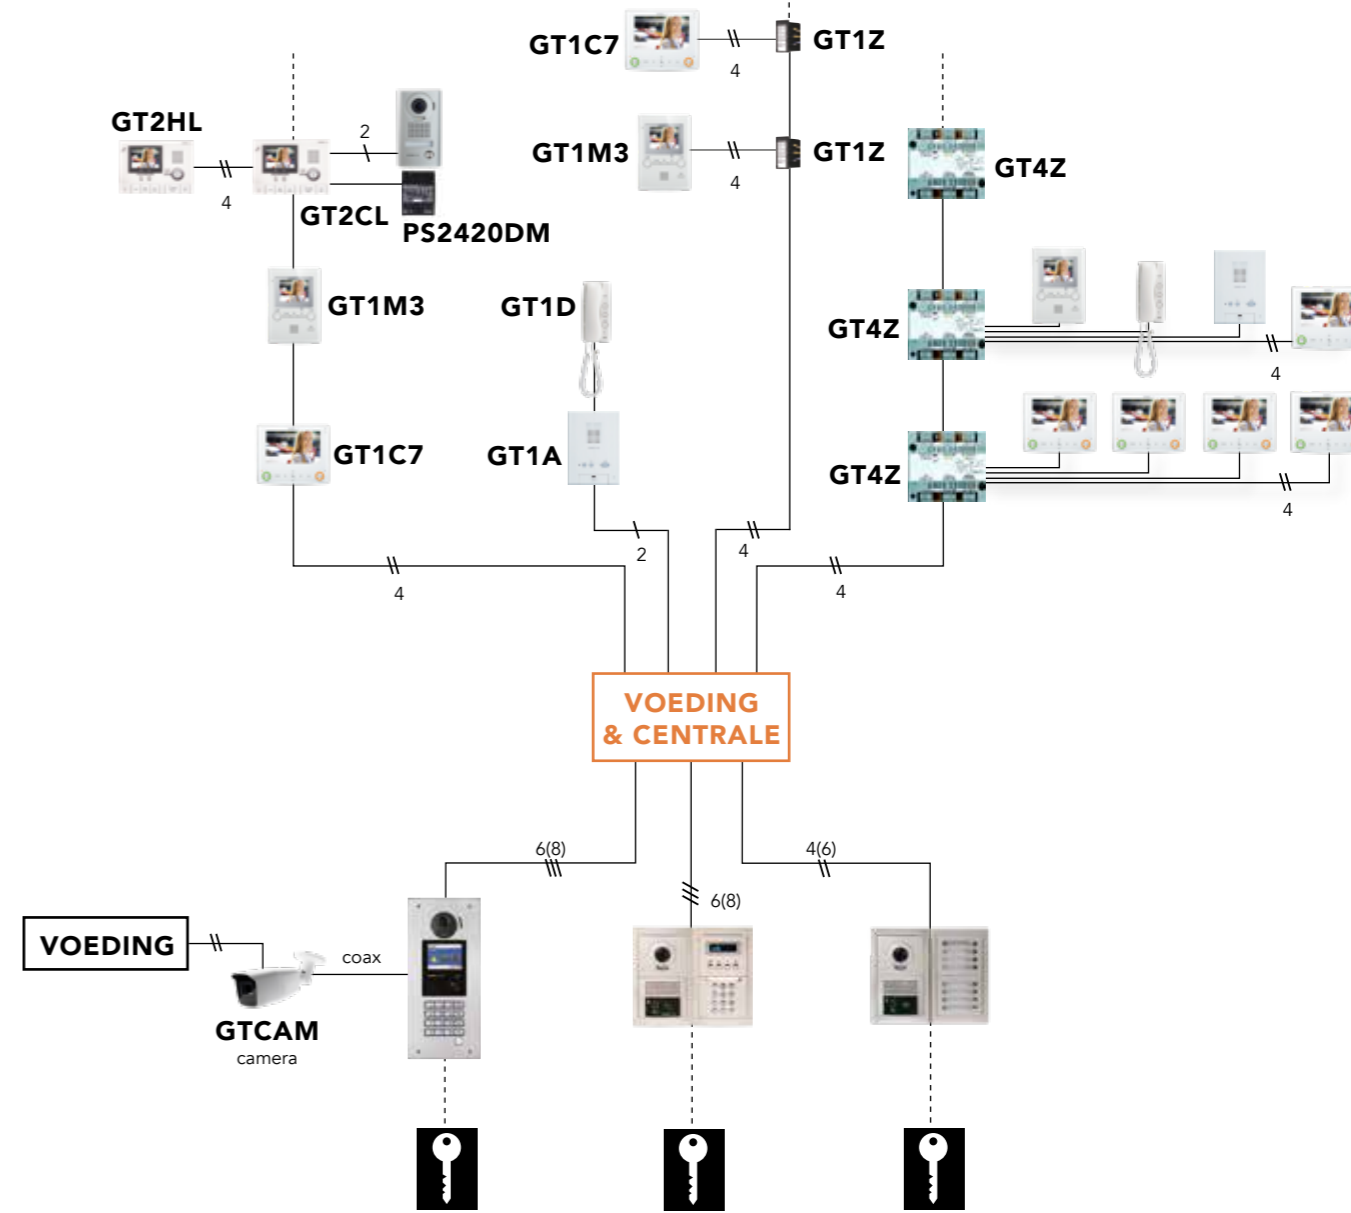 GT1C7
4
GT1Z
GT2HL
4
2
GT2CL
PS2420DM
GT1M3
4
GT1Z
GT4Z
GT1M3
GT1D
GT4Z
4
GT1C7
GT1A
GT4Z
4
4
2
4
4
VOEDING
& CENTRALE
6(8)
6(8)
4(6)
VOEDING
coax
GTCAM
camera